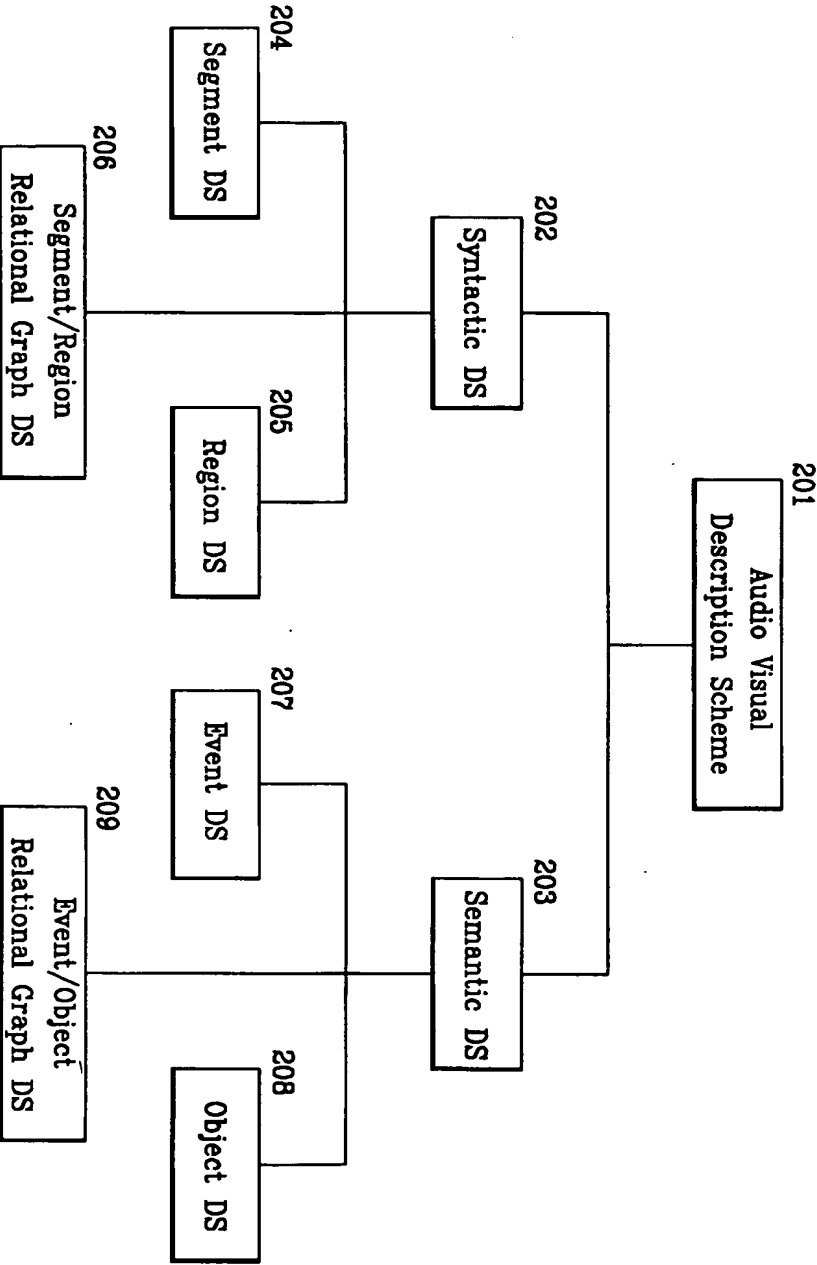 201
Audio Visual
Description Scheme
202
Syntactic DS
203
Semantic DS
204
Segment DS
205
Region DS
207
Event DS
208
Object DS
206
Segment/Region
Relational Graph DS
209
Event/Object
Relational Graph DS